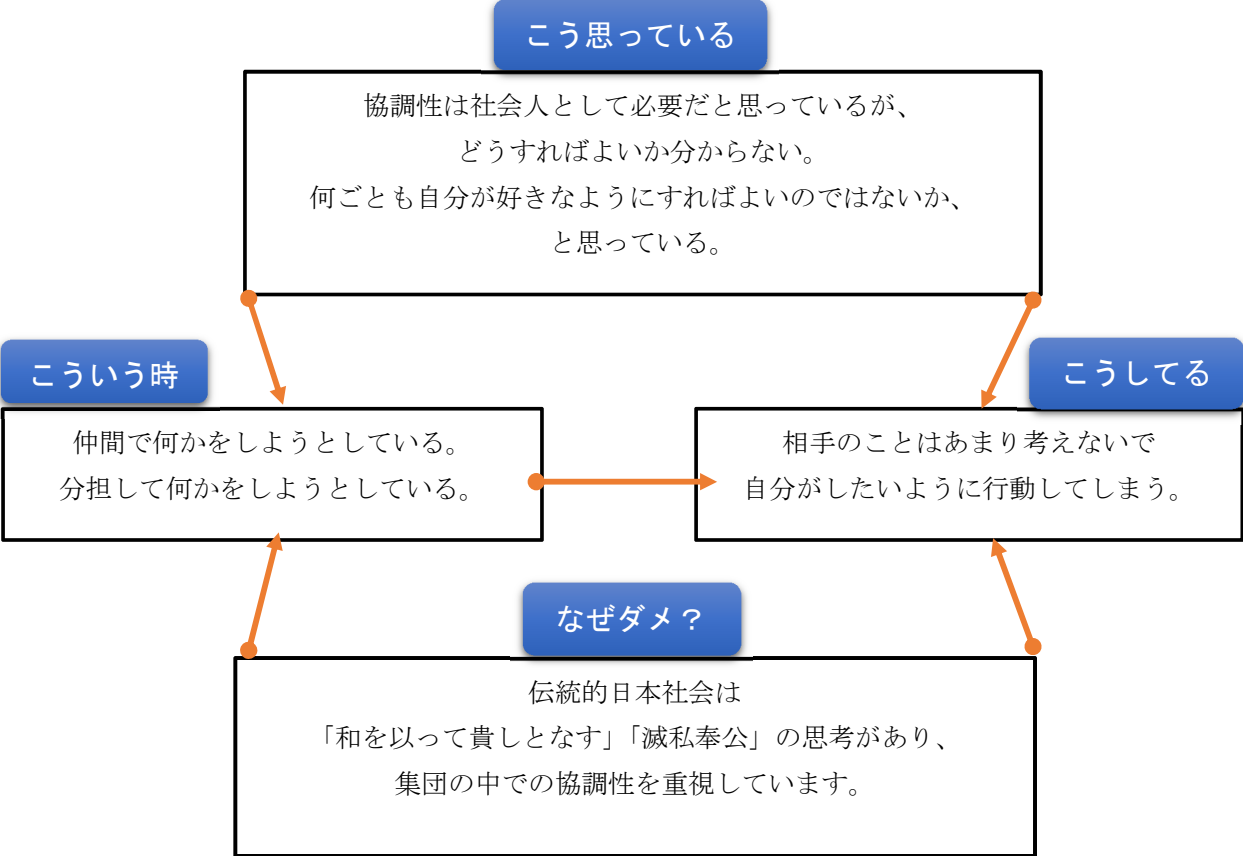 こう思っている
協調性は社会人として必要だと思っているが、
どうすればよいか分からない。
何ごとも自分が好きなようにすればよいのではないか、
と思っている。
こういう時
仲間で何かをしようとしている。
分担して何かをしようとしている。
こうしてる
相手のことはあまり考えないで
自分がしたいように行動してしまう。
なぜダメ？
伝統的日本社会は
「和を以って貴しとなす」「滅私奉公」の思考があり、
集団の中での協調性を重視しています。